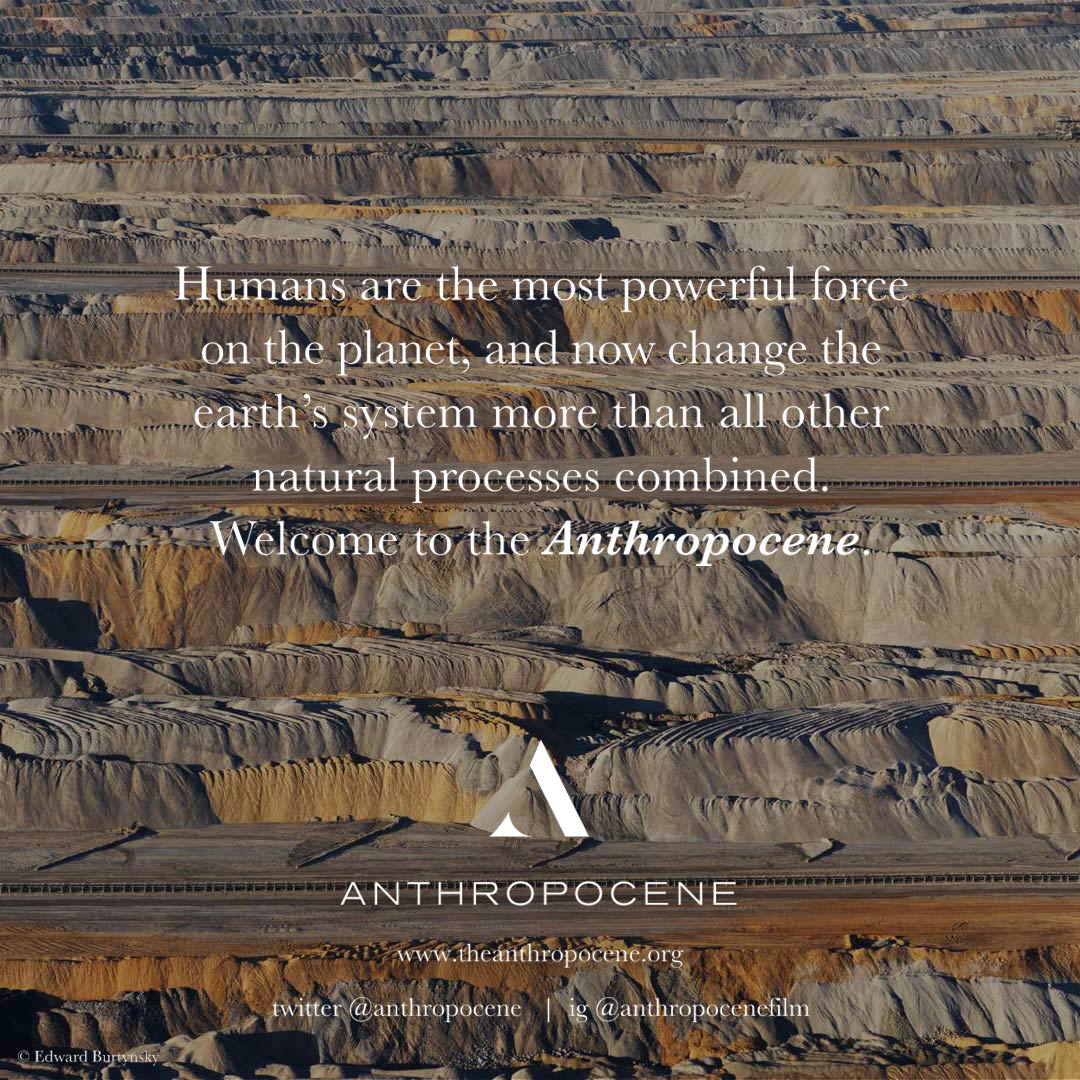 Humans are the most powerful force
on the planet, and now change the
earth’s system more than all other
natural processes combined.
Welcome to the Anthropocene.
ANTHROPOCENE
www.theanthropocene.org
twitter @anthropocene | ig @anthropocenefilm
© Edward Burtynsky